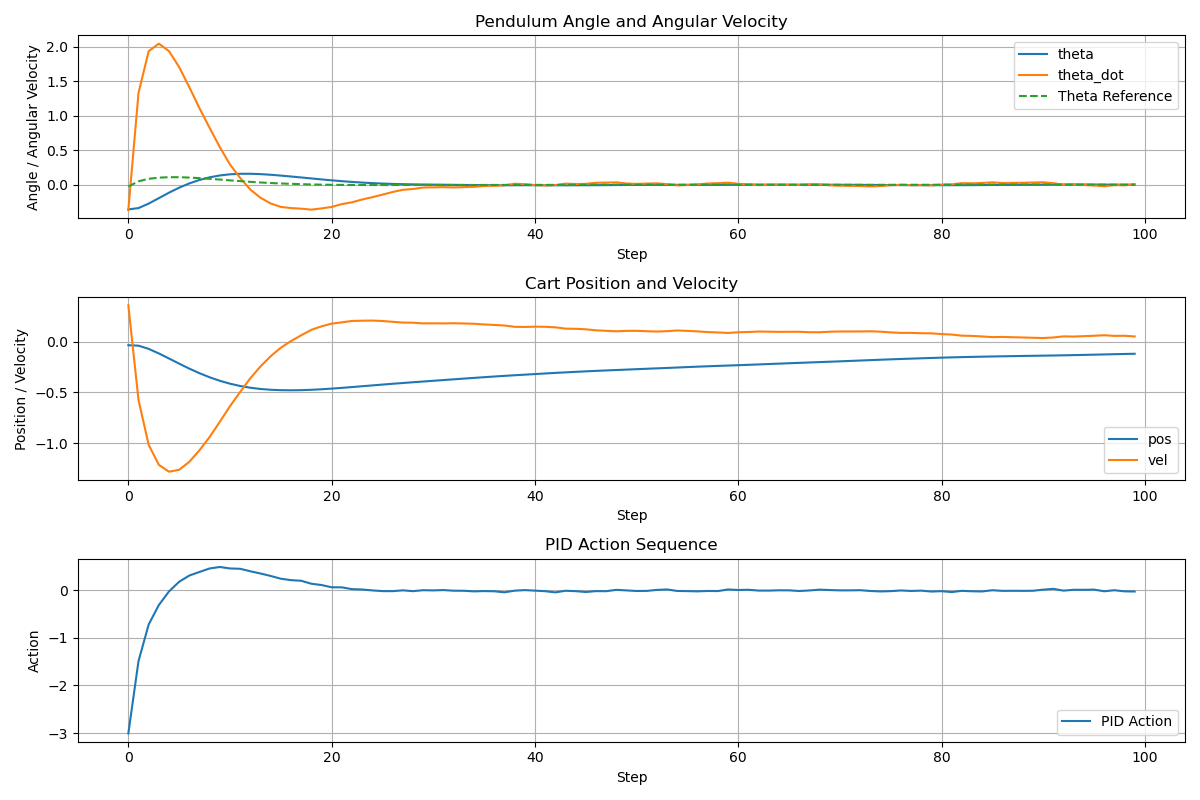 Pendulum Angle and Angular Velocity
Angle / Angular Velocity
2.0
1.5
1.0
0.5
0.0
theta
theta_dot
Theta Reference
0 20 40 60 80 100
Step
Cart Position and Velocity
Position / Velocity
0.0
−0.5
−1.0
pos
vel
0 20 40 60 80 100
Step
PID Action Sequence
Action
0
−1
−2
−3
PID Action
0 20 40 60 80 100
Step